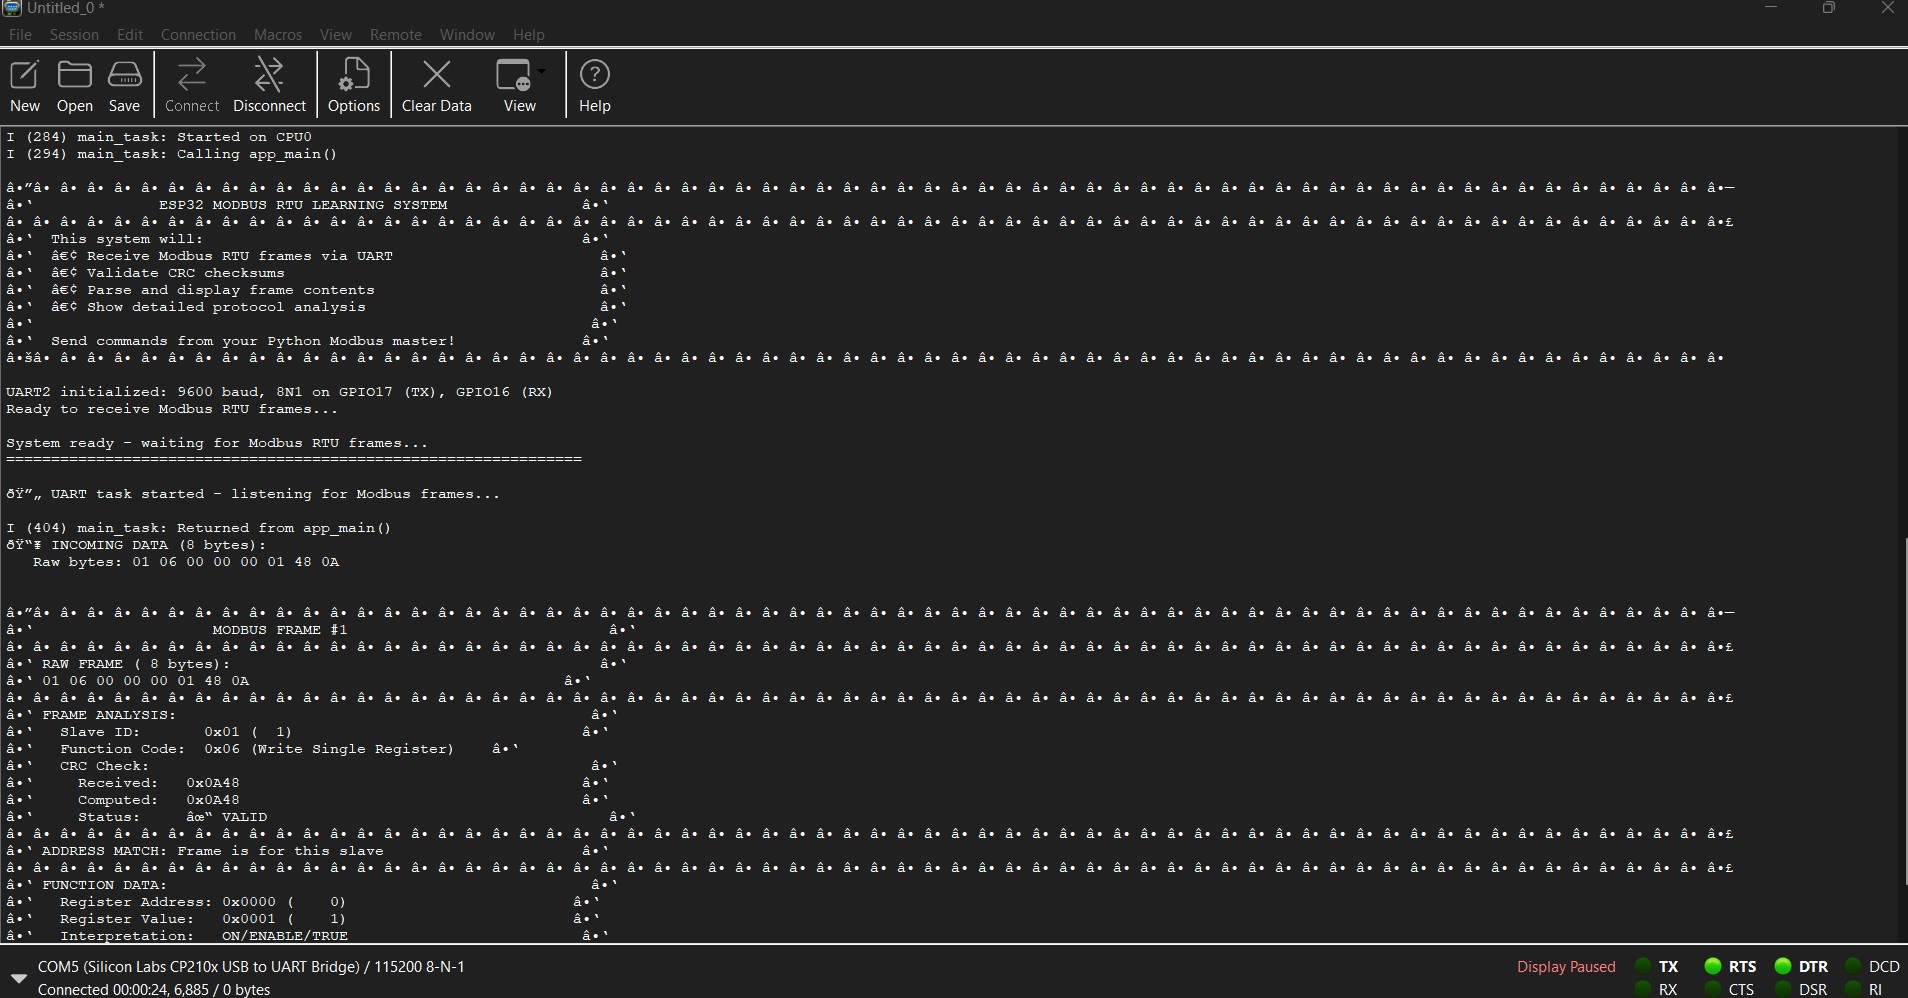 Untitled_0 *
File Session Edit Connection Macros View Remote Window Help
New Open Save Connect Disconnect Options Clear Data View Help
I (284) main_task: Started on CPU0
I (294) main_task: Calling app_main()
â•”â• â• â• â• â• â• â• â• â• â• â• â• â• â• â• â• â• â• â• â• â• â• â• â• â• â• â• â• â• â• â• â• â• â• â• â• â• â• â• â• â• â• â• â• â• â• â• â• â• â• â• â• â• â• â• â• â• â• â• â• â• â• â•—
â•‘ ESP32 MODBUS RTU LEARNING SYSTEM â•‘
â• â• â• â• â• â• â• â• â• â• â• â• â• â• â• â• â• â• â• â• â• â• â• â• â• â• â• â• â• â• â• â• â• â• â• â• â• â• â• â• â• â• â• â• â• â• â• â• â• â• â• â• â• â• â• â• â• â• â• â• â• â• â• â•£
â•‘ This system will: â•‘
â•‘ â€¢ Receive Modbus RTU frames via UART â•‘
â•‘ â€¢ Validate CRC checksums â•‘
â•‘ â€¢ Parse and display frame contents â•‘
â•‘ â€¢ Show detailed protocol analysis â•‘
â•‘ â•‘
â•‘ Send commands from your Python Modbus master! â•‘
â•šâ• â• â• â• â• â• â• â• â• â• â• â• â• â• â• â• â• â• â• â• â• â• â• â• â• â• â• â• â• â• â• â• â• â• â• â• â• â• â• â• â• â• â• â• â• â• â• â• â• â• â• â• â• â• â• â• â• â• â• â• â• â• â•
UART2 initialized: 9600 baud, 8N1 on GPIO17 (TX), GPIO16 (RX)
Ready to receive Modbus RTU frames...
System ready - waiting for Modbus RTU frames...
================================================================
ðŸ”„ UART task started - listening for Modbus frames...
I (404) main_task: Returned from app_main()
ðŸ“¥ INCOMING DATA (8 bytes):
Raw bytes: 01 06 00 00 00 01 48 0A
â•”â• â• â• â• â• â• â• â• â• â• â• â• â• â• â• â• â• â• â• â• â• â• â• â• â• â• â• â• â• â• â• â• â• â• â• â• â• â• â• â• â• â• â• â• â• â• â• â• â• â• â• â• â• â• â• â• â• â• â• â• â• â• â•—
â•‘ MODBUS FRAME #1 â•‘
â• â• â• â• â• â• â• â• â• â• â• â• â• â• â• â• â• â• â• â• â• â• â• â• â• â• â• â• â• â• â• â• â• â• â• â• â• â• â• â• â• â• â• â• â• â• â• â• â• â• â• â• â• â• â• â• â• â• â• â• â• â• â• â•£
â•‘ RAW FRAME ( 8 bytes): â•‘
â•‘ 01 06 00 00 00 01 48 0A â•‘
â• â• â• â• â• â• â• â• â• â• â• â• â• â• â• â• â• â• â• â• â• â• â• â• â• â• â• â• â• â• â• â• â• â• â• â• â• â• â• â• â• â• â• â• â• â• â• â• â• â• â• â• â• â• â• â• â• â• â• â• â• â• â• â•£
â•‘ FRAME ANALYSIS: â•‘
â•‘ Slave ID: 0x01 ( 1) â•‘
â•‘ Function Code: 0x06 (Write Single Register) â•‘
â•‘ CRC Check: â•‘
â•‘ Received: 0x0A48 â•‘
â•‘ Computed: 0x0A48 â•‘
â•‘ Status: âœ“ VALID â•‘
â• â• â• â• â• â• â• â• â• â• â• â• â• â• â• â• â• â• â• â• â• â• â• â• â• â• â• â• â• â• â• â• â• â• â• â• â• â• â• â• â• â• â• â• â• â• â• â• â• â• â• â• â• â• â• â• â• â• â• â• â• â• â• â•£
â•‘ ADDRESS MATCH: Frame is for this slave â•‘
â• â• â• â• â• â• â• â• â• â• â• â• â• â• â• â• â• â• â• â• â• â• â• â• â• â• â• â• â• â• â• â• â• â• â• â• â• â• â• â• â• â• â• â• â• â• â• â• â• â• â• â• â• â• â• â• â• â• â• â• â• â• â• â•£
â•‘ FUNCTION DATA: â•‘
â•‘ Register Address: 0x0000 ( 0) â•‘
â•‘ Register Value: 0x0001 ( 1) â•‘
â•‘ Interpretation: ON/ENABLE/TRUE â•‘
COM5 (Silicon Labs CP210x USB to UART Bridge) / 115200 8-N-1
Connected 00:00:24, 6,885 / 0 bytes
Display Paused TX RTS DTR DCD
RX CTS DSR RI